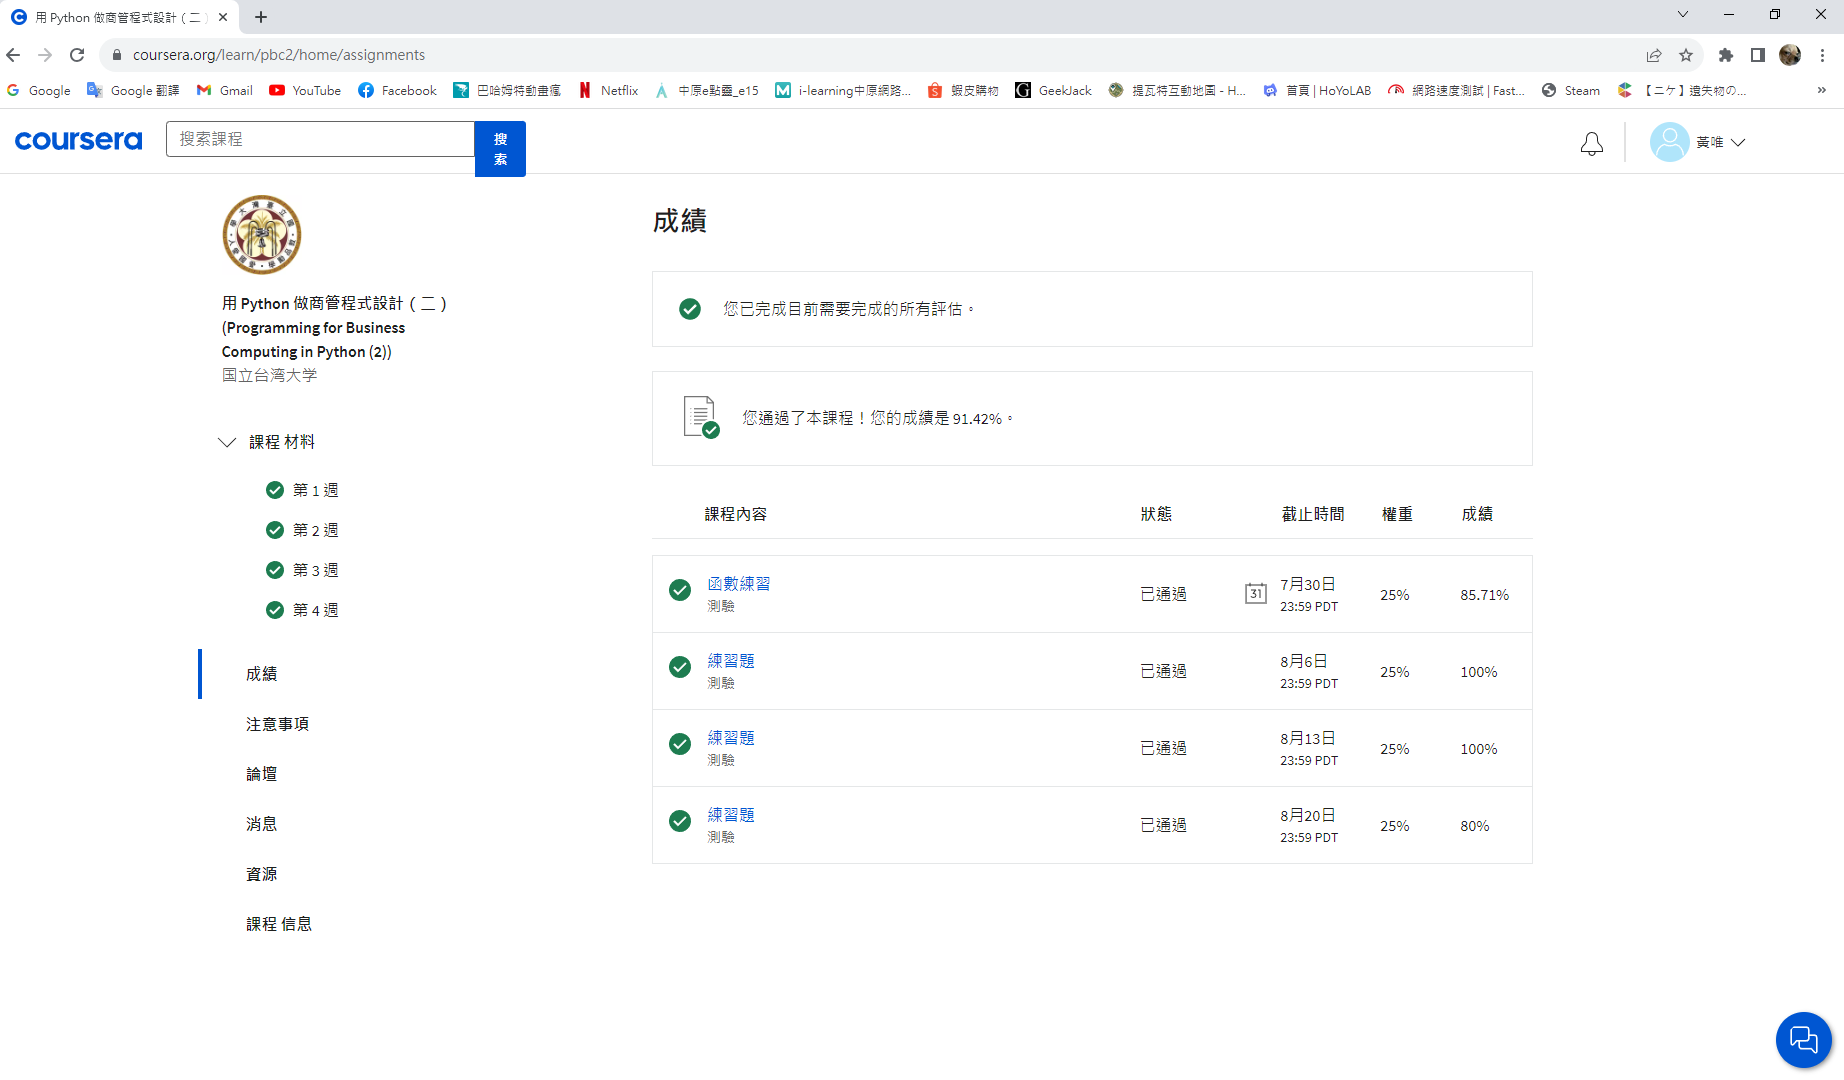 用 Python 做商管程式設計 ( 二 )
coursera.org/learn/pbc2/home/assignments
Google
Google 翻譯
Gmail
YouTube
Facebook
巴哈姆特動畫瘋
Netflix
中原e點靈_e15
i-learning中原網路...
蝦皮購物
GeekJack
提瓦特互動地圖 - H...
首頁 | HoYoLAB
網路速度測試 | Fast...
Steam
【ニケ】遺失物の...
»
coursera
搜索課程
搜
索
黃唯
用 Python 做商管程式設計 ( 二 )
(Programming for Business
Computing in Python (2))
国立台湾大学
課程 材料
第 1 週
第 2 週
第 3 週
第 4 週
成績
注意事項
論壇
消息
資源
課程 信息
成績
您已完成目前需要完成的所有評估。
您通過了本課程！您的成績是 91.42%。
課程內容 狀態 截止時間 權重 成績
函數練習 已通過 31 7月30日 25% 85.71%
測驗 23:59 PDT
練習題 已通過 8月6日 25% 100%
測驗 23:59 PDT
練習題 已通過 8月13日 25% 100%
測驗 23:59 PDT
練習題 已通過 8月20日 25% 80%
測驗 23:59 PDT